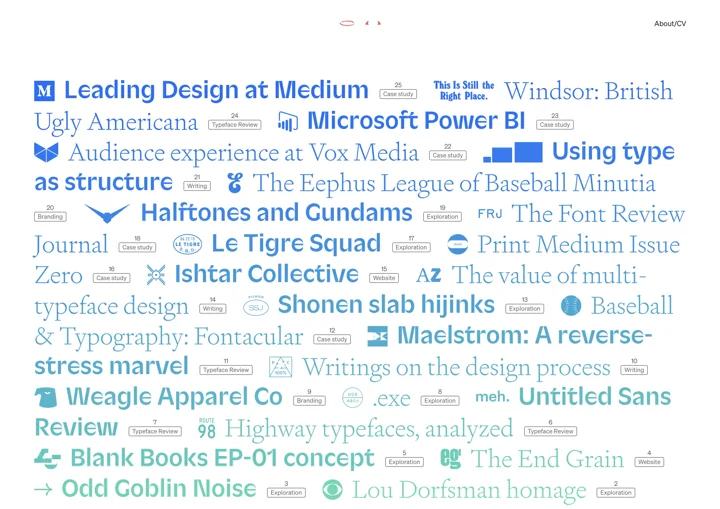 About/CV
M Leading Design at Medium 25 Case study This Is Still the Right Place. Windsor: British
Ugly Americana 24 Typeface Review Microsoft Power BI 23 Case study
Audience experience at Vox Media 22 Case study Using type
as structure 21 Writing The Eephus League of Baseball Minutia
20 Branding Halftones and Gundams 19 Exploration FRJ The Font Review
Journal 18 Case study LE TIGRE Le Tigre Squad 17 Exploration Print Medium Issue
Zero 16 Case study Ishtar Collective 15 Website AZ The value of multi-
typeface design 14 Writing SSJ Shonen slab hijinks 13 Exploration Baseball
& Typography: Fontacular 12 Case study Maelstrom: A reverse-
stress marvel 11 Typeface Review 100% Writings on the design process 10 Writing
Weagle Apparel Co 9 Branding .exe 8 Exploration meh. Untitled Sans
Review 7 Typeface Review ROUTE 98 Highway typefaces, analyzed 6 Typeface Review
Blank Books EP-01 concept 5 Exploration eg The End Grain 4 Website
→ Odd Goblin Noise 3 Exploration Lou Dorfsman homage 2 Exploration